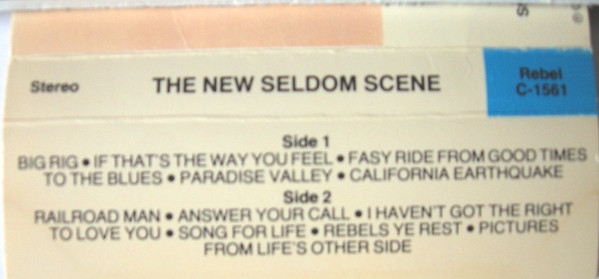 Stereo THE NEW SELDOM SCENE Rebel
C-1561
Side 1
BIG RIG • IF THAT'S THE WAY YOU FEEL • FASY RIDE FROM GOOD TIMES
TO THE BLUES • PARADISE VALLEY • CALIFORNIA EARTHQUAKE
Side 2
RAILROAD MAN • ANSWER YOUR CALL • I HAVEN'T GOT THE RIGHT
TO LOVE YOU • SONG FOR LIFE • REBELS YE REST • PICTURES
FROM LIFE'S OTHER SIDE